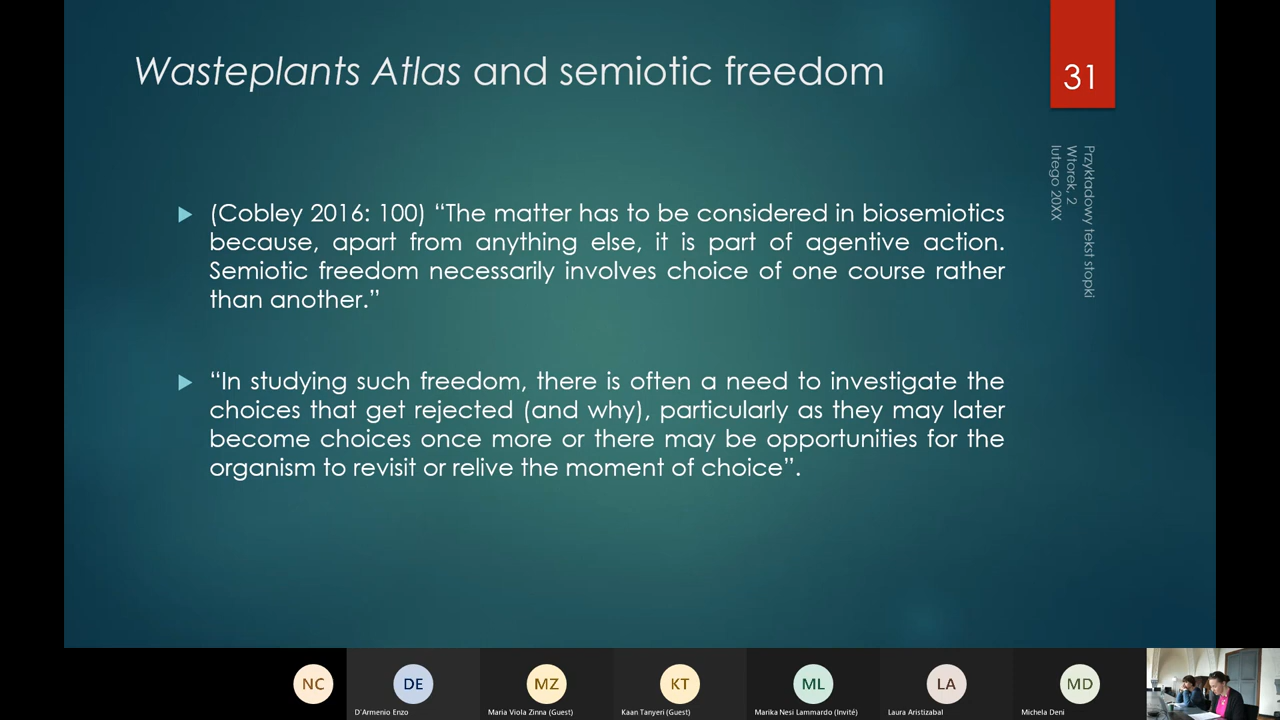 Wasteplants Atlas and semiotic freedom
31
Przykładowy tekst stopki
Wtorek, 2
lutego 20XX
(Cobley 2016: 100) “The matter has to be considered in biosemiotics
because, apart from anything else, it is part of agentive action.
Semiotic freedom necessarily involves choice of one course rather
than another.”
“In studying such freedom, there is often a need to investigate the
choices that get rejected (and why), particularly as they may later
become choices once more or there may be opportunities for the
organism to revisit or relive the moment of choice”.
NC
DE
MZ
KT
ML
LA
MD
D'Armenio Enzo
Maria Viola Zinna (Guest)
Kaan Tanyeri (Guest)
Marika Nesi Lammardo (Invité)
Laura Aristizabal
Michela Deni